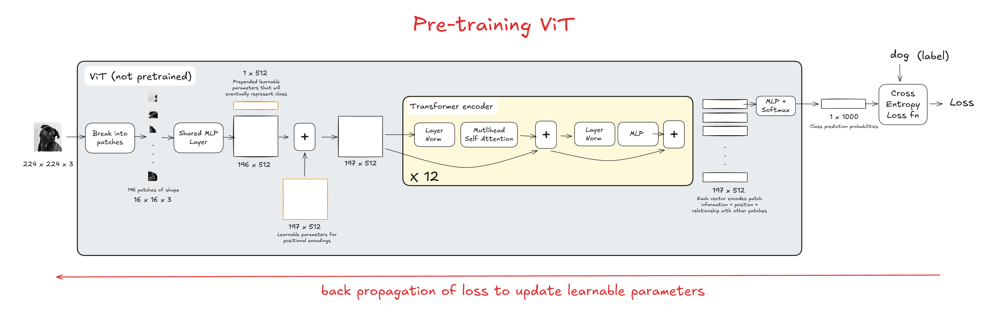 Pre-training ViT
dog (label)
ViT (not pretrained)
1 x 512
Prepended learnable
parameters that will
eventually represent class
Transformer encoder
MLP +
Softmax
Cross
Entropy
Loss fn
Loss
1 x 1000
Class prediction probabilities
Break into
patches
Shared MLP
Layer
+
Layer
Norm
Mutlihead
Self Attention
+
Layer
Norm
MLP
+
224 x 224 x 3
196 x 512
197 x 512
x 12
196 patches of shape
16 x 16 x 3
197 x 512
Each vector encodes patch
information + position +
relationship with other patches
197 x 512
Learnable parameters for
positional encodings
back propagation of loss to update learnable parameters